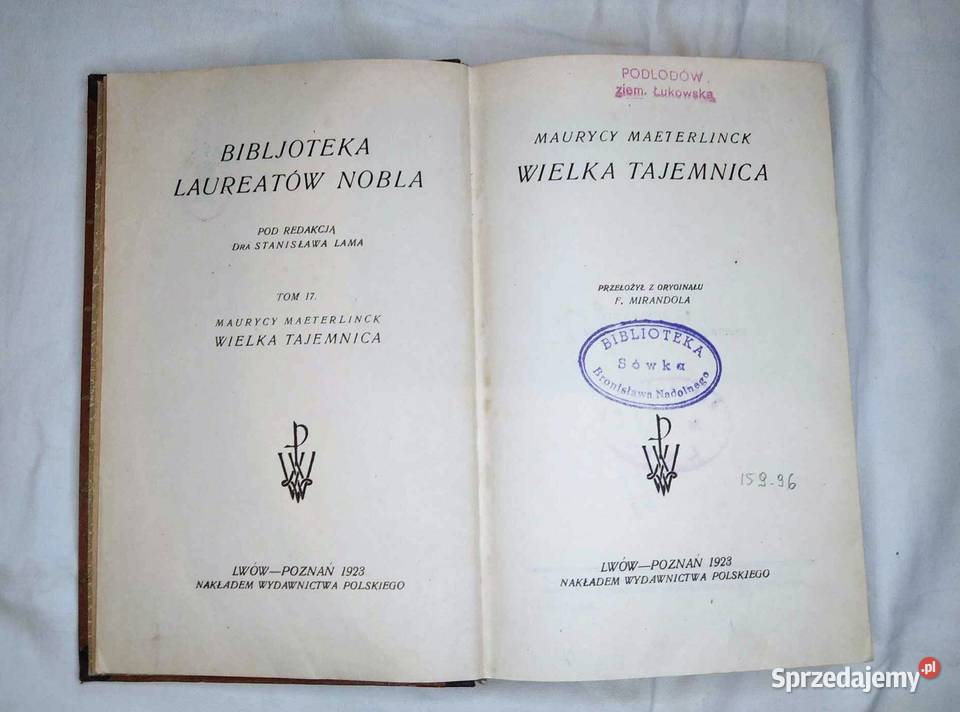 BIBLJOTEKA
LAUREATÓW NOBLA
POD REDAKCJĄ
DRA STANISŁAWA LAMA
TOM 17.
MAURYCY MAETERLINCK
WIELKA TAJEMNICA
LWÓW—POZNAŃ 1923
NAKŁADEM WYDAWNICTWA POLSKIEGO
PODLODÓW
ziem. Łukowska
MAURYCY MAETERLINCK
WIELKA TAJEMNICA
PRZEŁOŻYŁ Z ORYGINAŁU
F. MIRANDOLA
BIBLIOTEKA
Sówka
Bronisława Nadolnego
159-96
LWÓW—POZNAŃ 1923
NAKŁADEM WYDAWNICTWA POLSKIEGO
Sprzedajemy.pl